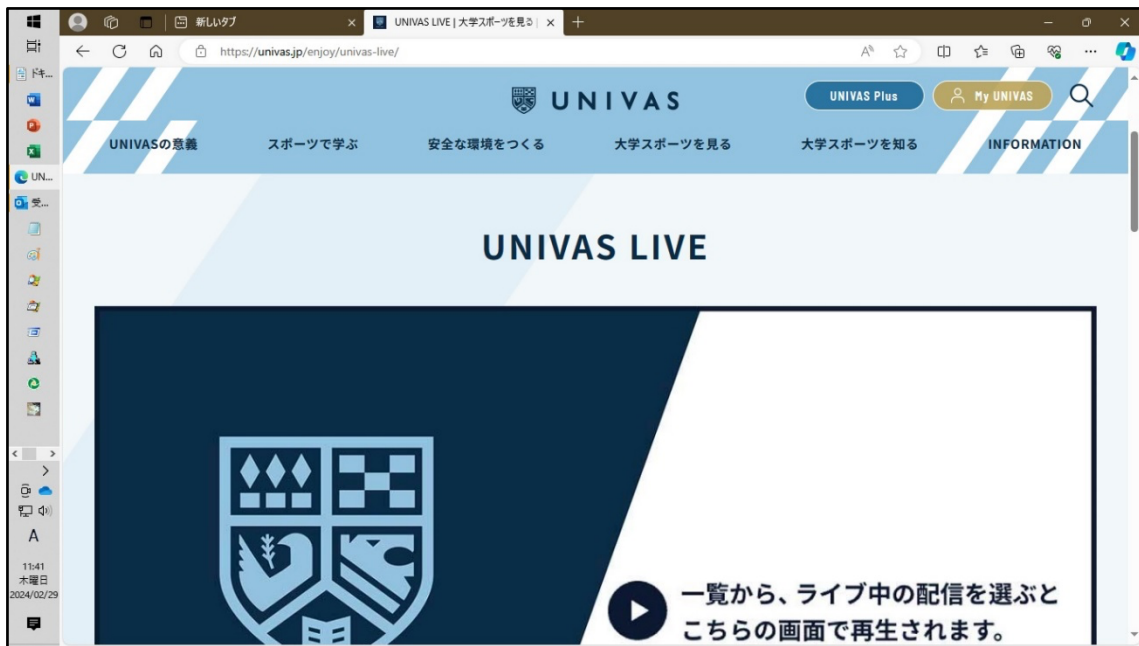 新しいタブ
UNIVAS LIVE | 大学スポーツを見る |
https://univas.jp/enjoy/univas-live/
ドキ...
UN...
受...
A
11:41
木曜日
2024/02/29
UNIVAS
UNIVAS Plus
My UNIVAS
UNIVASの意義
スポーツで学ぶ
安全な環境をつくる
大学スポーツを見る
大学スポーツを知る
INFORMATION
UNIVAS LIVE
一覧から、ライブ中の配信を選ぶと
こちらの画面で再生されます。